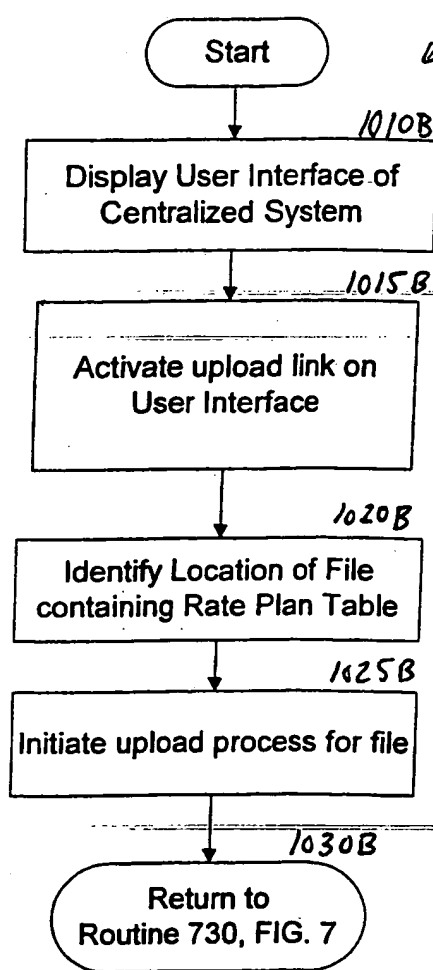 Start
1010B
Display User Interface of
Centralized System
1015B
Activate upload link on
User Interface
1020B
Identify Location of File
containing Rate Plan Table
1025B
Initiate upload process for file
1030B
Return to
Routine 730, FIG. 7